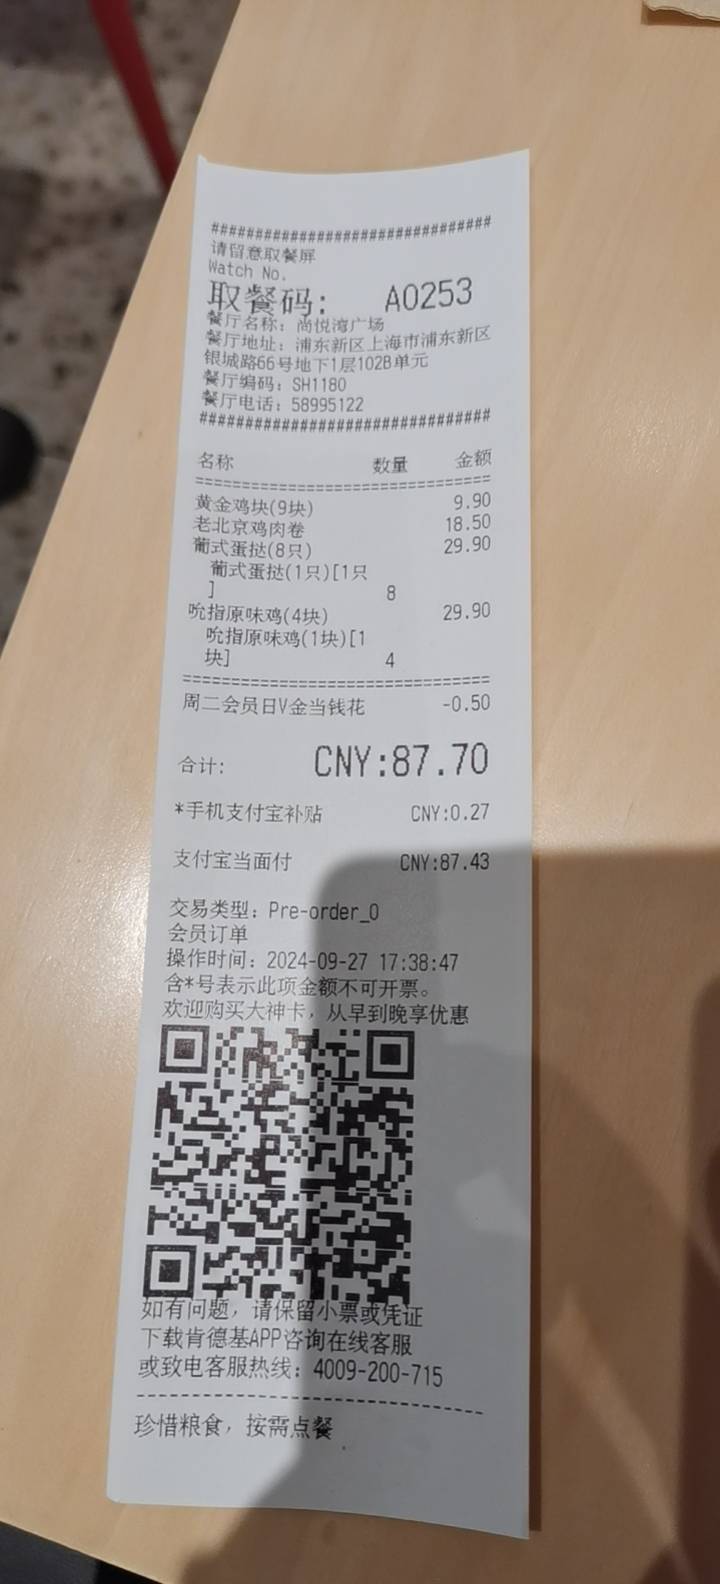 ################################
请留意取餐屏
Watch No.
取餐码： A0253
餐厅名称：尚悦湾广场
餐厅地址：浦东新区上海市浦东新区
银城路66号地下1层102B单元
餐厅编码：SH1180
餐厅电话：58995122
################################
名称 数量 金额
================================
黄金鸡块(9块) 9.90
老北京鸡肉卷 18.50
葡式蛋挞(8只) 29.90
葡式蛋挞(1只)[1只
] 8
吮指原味鸡(4块) 29.90
吮指原味鸡(1块)[1
块] 4
================================
周二会员日V金当钱花 -0.50
合计： CNY:87.70
*手机支付宝补贴 CNY:0.27
支付宝当面付 CNY:87.43
交易类型：Pre-order_0
会员订单
操作时间：2024-09-27 17:38:47
含*号表示此项金额不可开票。
欢迎购买大神卡，从早到晚享优惠
如有问题，请保留小票或凭证
下载肯德基APP咨询在线客服
或致电客服热线：4009-200-715
--------------------------------
珍惜粮食，按需点餐